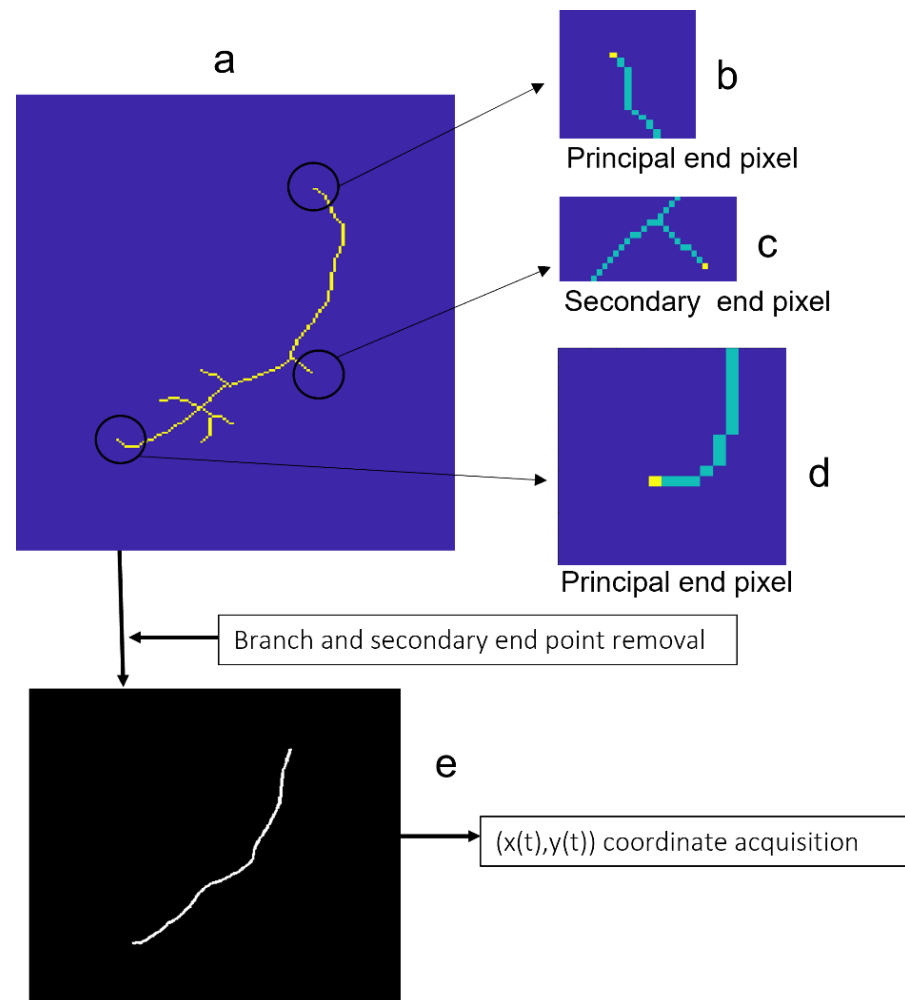 a
b
Principal end pixel
c
Secondary end pixel
d
Principal end pixel
Branch and secondary end point removal
e
(x(t),y(t)) coordinate acquisition